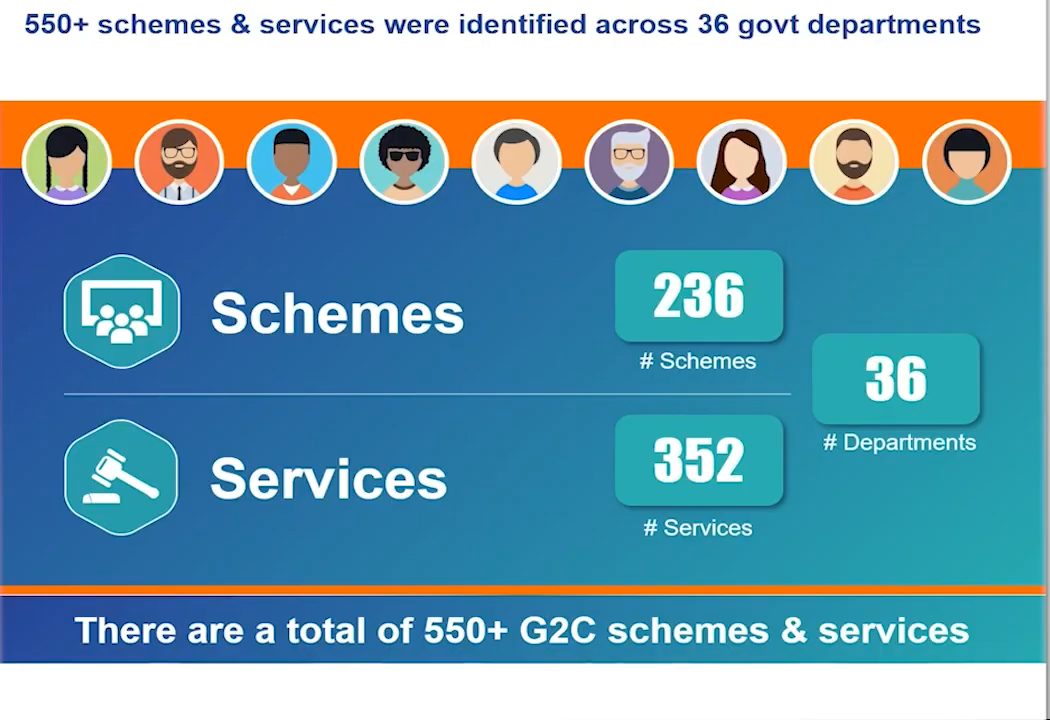 550+ schemes & services were identified across 36 govt departments
Schemes
236
# Schemes
36
# Departments
Services
352
# Services
There are a total of 550+ G2C schemes & services